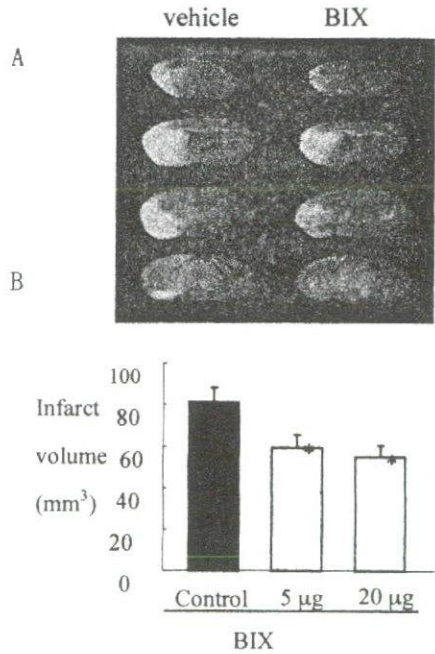 vehicle BIX
A
B
100
80
60
40
20
0
Infarct
volume
(mm³)
* *
Control 5 µg 20 µg
BIX